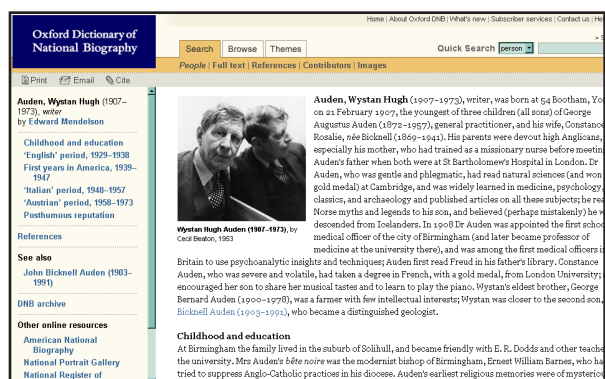 Oxford Dictionary of
National Biography
Home | About Oxford DNB | What's new | Subscriber services | Contact us | He
> S
Search Browse Themes
Quick Search person
People | Full text | References | Contributors | Images
Print Email Cite
Auden, Wystan Hugh (1907–
1973), writer
by Edward Mendelson
Childhood and education
'English' period, 1929–1938
First years in America, 1939–
1947
'Italian' period, 1948–1957
'Austrian' period, 1958–1973
Posthumous reputation
References
See also
John Bicknell Auden (1903–
1991)
DNB archive
Other online resources
American National
Biography
National Portrait Gallery
National Register of
Wystan Hugh Auden (1907–1973), by
Cecil Beaton, 1953
Auden, Wystan Hugh (1907–1973), writer, was born at 54 Bootham, Yo
on 21 February 1907, the youngest of three children (all sons) of George
Augustus Auden (1872–1957), general practitioner, and his wife, Constance
Rosalie, née Bicknell (1869–1941). His parents were devout high Anglicans,
especially his mother, who had trained as a missionary nurse before meeting
Auden's father when both were at St Bartholomew's Hospital in London. Dr
Auden, who was gentle and phlegmatic, had read natural sciences (and won
gold medal) at Cambridge, and was widely learned in medicine, psychology,
classics, and archaeology and published articles on all these subjects; he rea
Norse myths and legends to his son, and believed (perhaps mistakenly) he w
descended from Icelanders. In 1908 Dr Auden was appointed the first schoo
medical officer of the city of Birmingham (and later became professor of
medicine at the university there), and was among the first medical officers i
Britain to use psychoanalytic insights and techniques; Auden first read Freud in his father's library. Constance
Auden, who was severe and volatile, had taken a degree in French, with a gold medal, from London University;
encouraged her son to share her musical tastes and to learn to play the piano. Wystan's eldest brother, George
Bernard Auden (1900–1978), was a farmer with few intellectual interests; Wystan was closer to the second son,
Bicknell Auden (1903–1991), who became a distinguished geologist.
Childhood and education
At Birmingham the family lived in the suburb of Solihull, and became friendly with E. R. Dodds and other teache
the university. Mrs Auden's bête noire was the modernist bishop of Birmingham, Ernest William Barnes, who ha
tried to suppress Anglo-Catholic practices in his diocese. Auden's earliest religious memories were of mysteriou